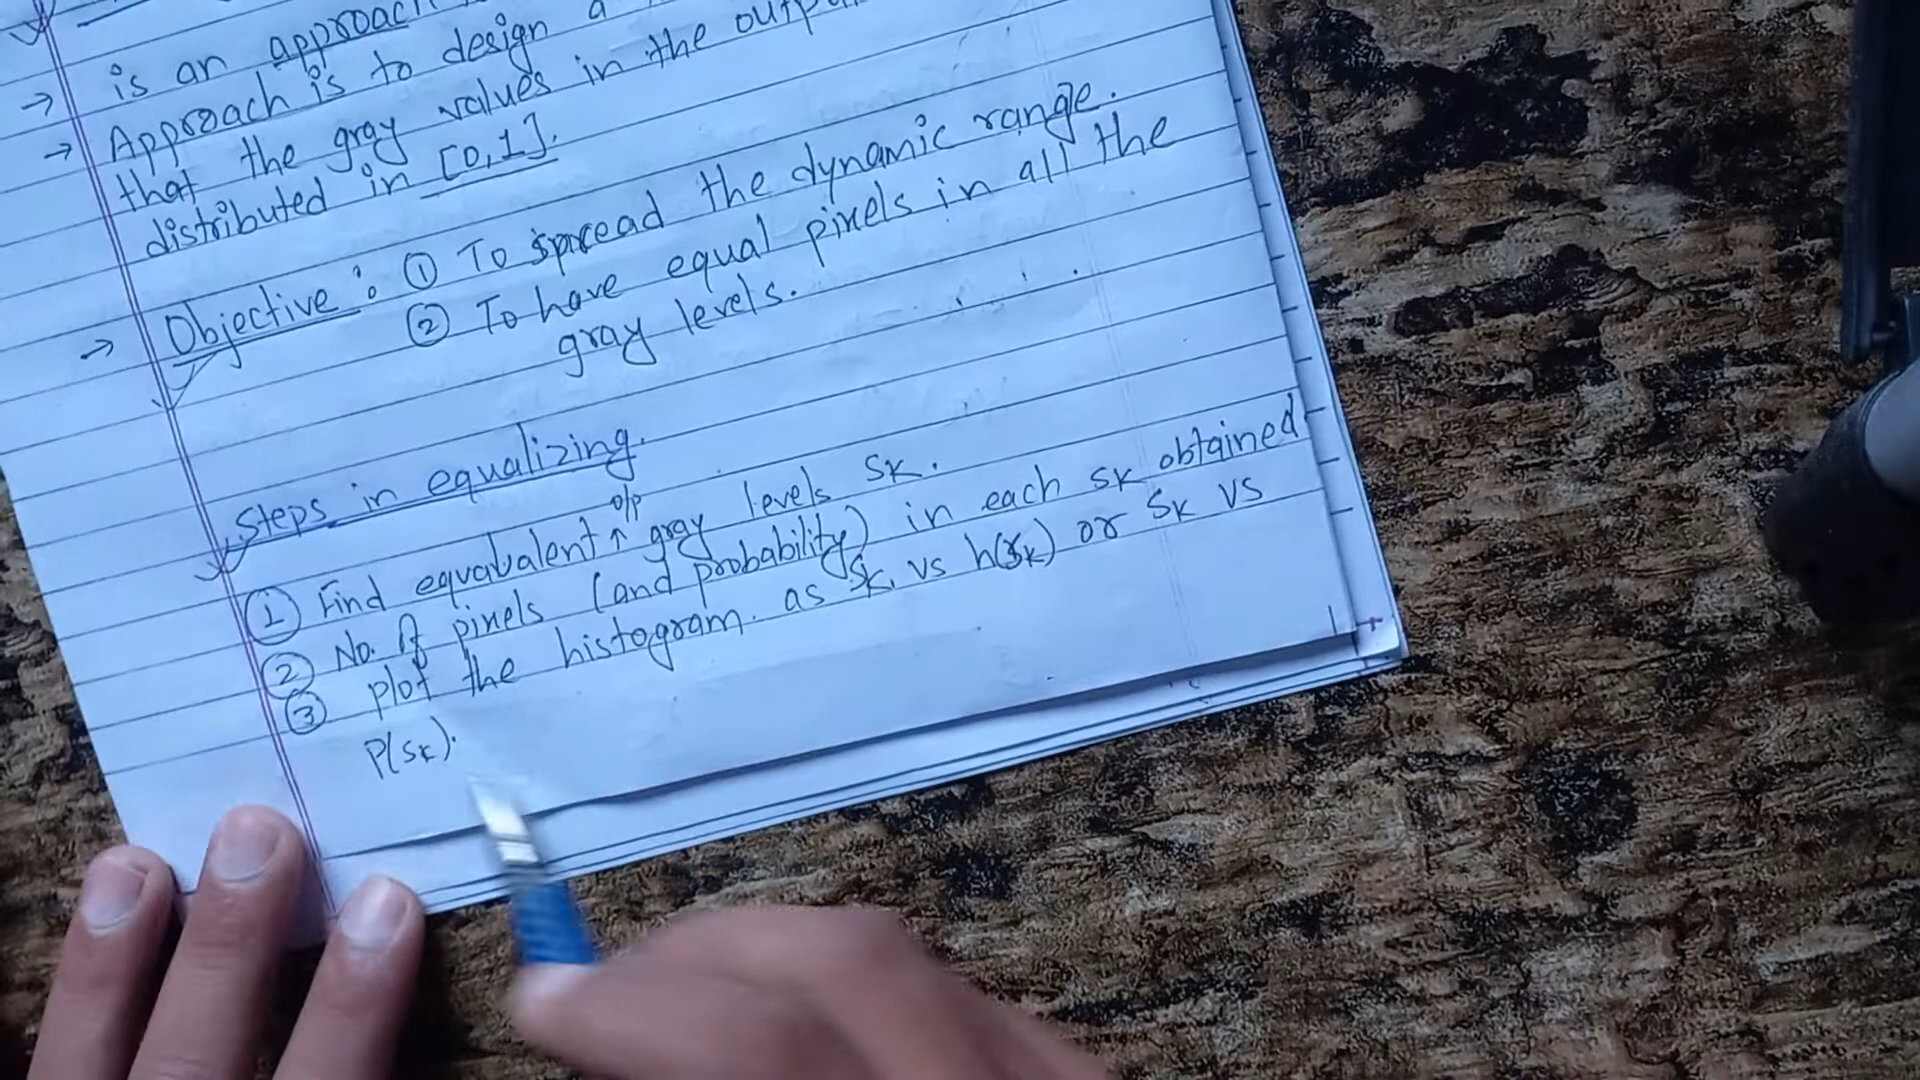 is an approach
→ Approach is to design a
→ that the gray values in the output
distributed in [0,1].
→ Objective : ① To spread the dynamic range.
② To have equal pixels in all the
gray levels.
Steps in equalizing.
① Find equavalent o/p gray levels Sk.
② No. of pixels (and probability) in each Sk obtained
③ plot the histogram. as Sk vs h(Sk) or Sk vs
P(Sk).